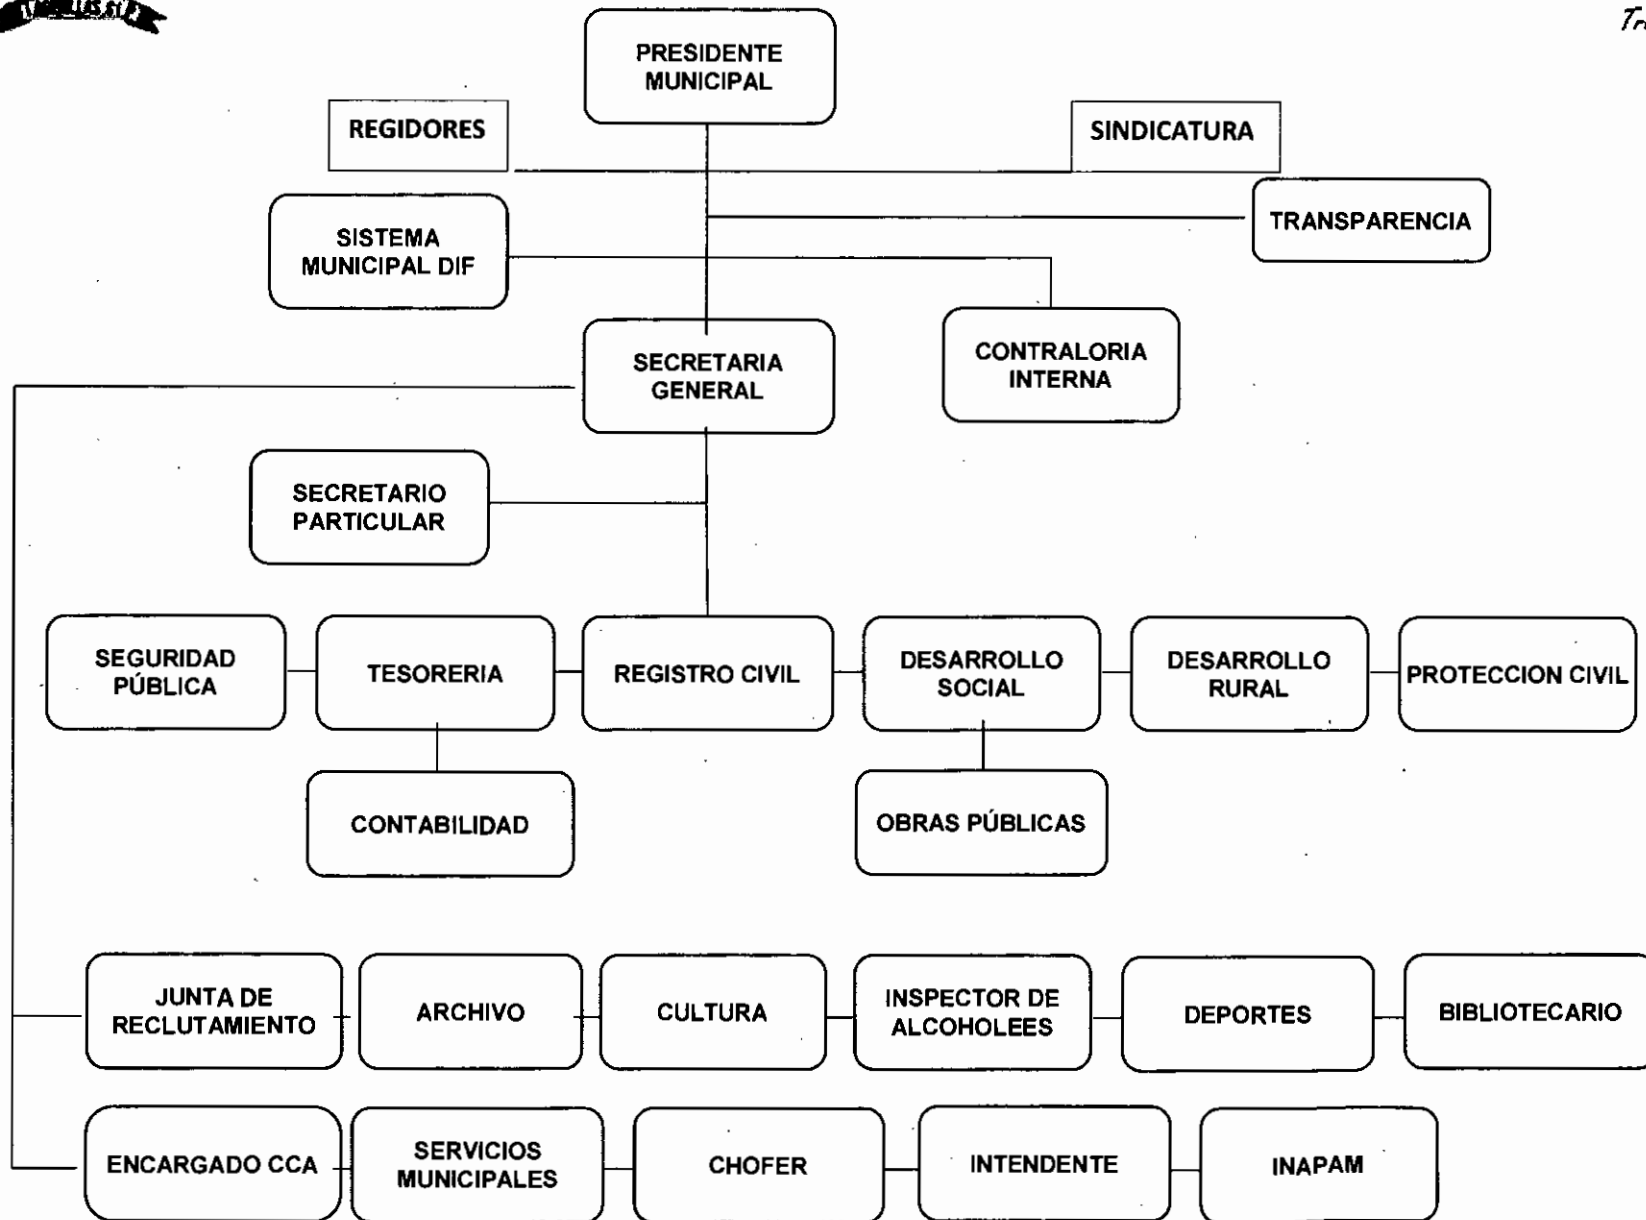 PRESIDENTE
MUNICIPAL
REGIDORES
SINDICATURA
TRANSPARENCIA
SISTEMA
MUNICIPAL DIF
SECRETARIA
GENERAL
CONTRALORIA
INTERNA
SECRETARIO
PARTICULAR
SEGURIDAD
PÚBLICA
TESORERIA
REGISTRO CIVIL
DESARROLLO
SOCIAL
DESARROLLO
RURAL
PROTECCION CIVIL
CONTABILIDAD
OBRAS PÚBLICAS
JUNTA DE
RECLUTAMIENTO
ARCHIVO
CULTURA
INSPECTOR DE
ALCOHOLEES
DEPORTES
BIBLIOTECARIO
ENCARGADO CCA
SERVICIOS
MUNICIPALES
CHOFER
INTENDENTE
INAPAM